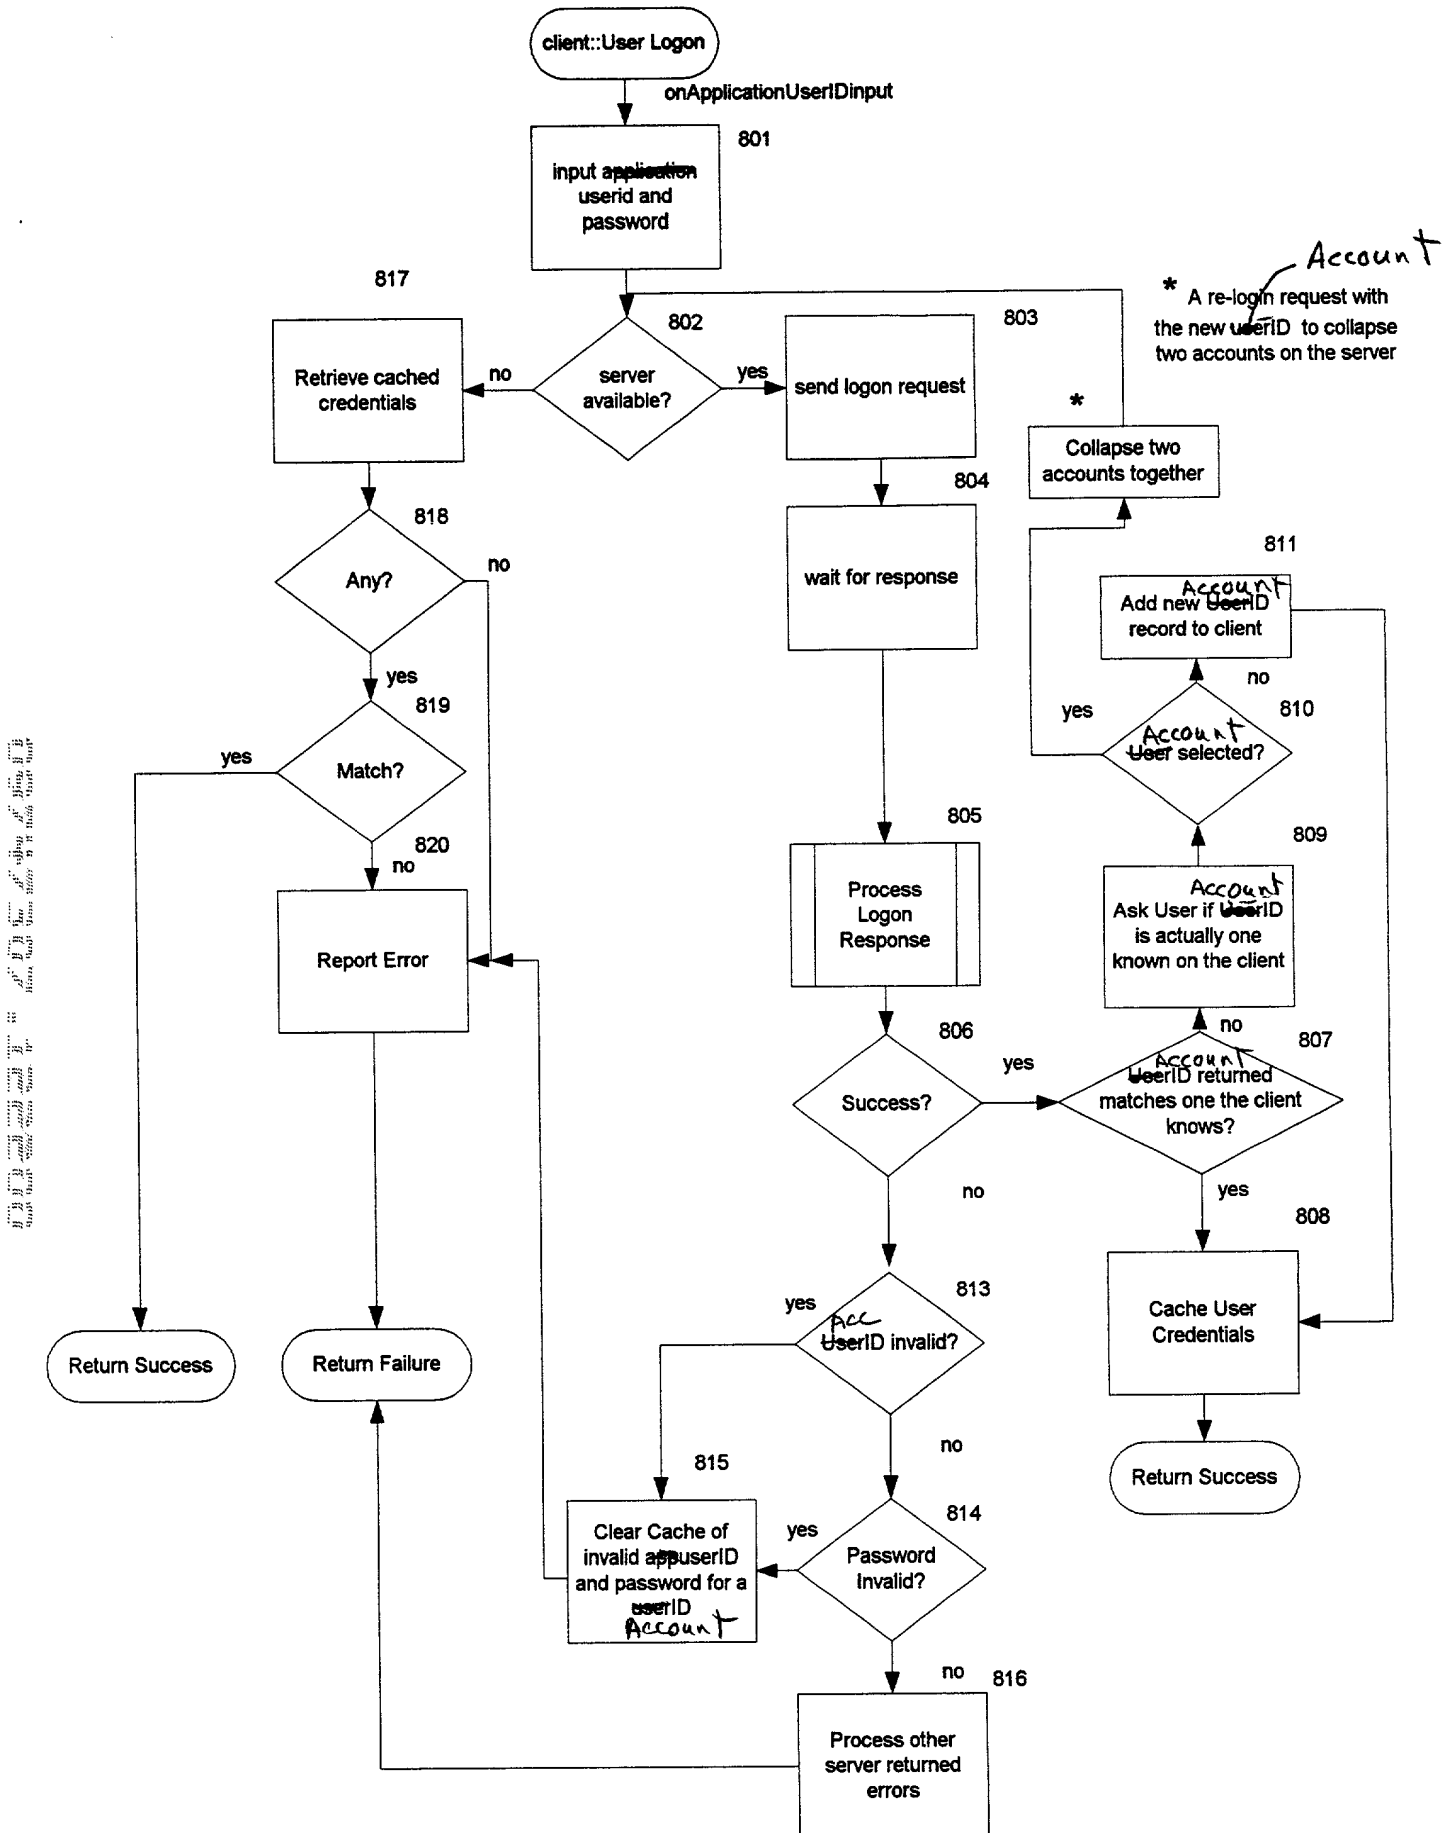 client::User Logon
onApplicationUserIDinput
801
input application
userid and
password
Account
* A re-login request with
the new userID to collapse
two accounts on the server
817
802
803
Retrieve cached
credentials
no
server
available?
yes
send logon request
*
Collapse two
accounts together
804
818
811
Any?
no
wait for response
Account
Add new UserID
record to client
yes
no
819
yes
810
yes
Account
User selected?
Match?
820
no
805
809
Process
Logon
Response
Account
Ask User if UserID
is actually one
known on the client
Report Error
806
no
807
yes
Account
UserID returned
matches one the client
knows?
Success?
no
yes
808
813
yes
Acc
UserID invalid?
Cache User
Credentials
Return Success
Return Failure
no
815
Return Success
814
yes
Clear Cache of
invalid appuserID
and password for a
userID
Account
Password
Invalid?
no
816
Process other
server returned
errors